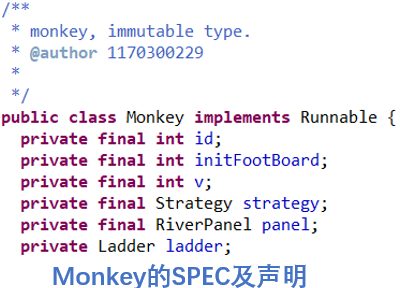 /**
 * monkey, immutable type.
 * @author 1170300229
 *
 */
public class Monkey implements Runnable {
  private final int id;
  private final int initFootBoard;
  private final int v;
  private final Strategy strategy;
  private final RiverPanel panel;
  private Ladder ladder;
Monkey的SPEC及声明